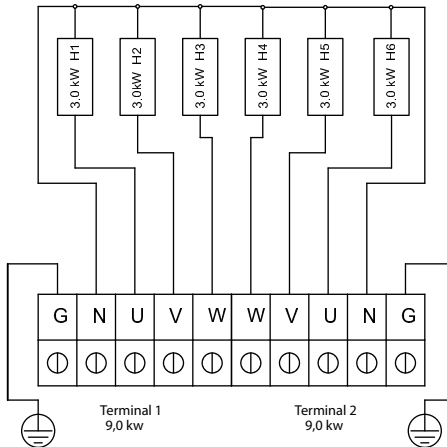 3.0 kW H1
3.0kW H2
3.0 kW H3
3.0 kW H4
3.0 kW H5
3.0 kW H6
G N U V W W V U N G
Terminal 1
9,0 kw
Terminal 2
9,0 kw